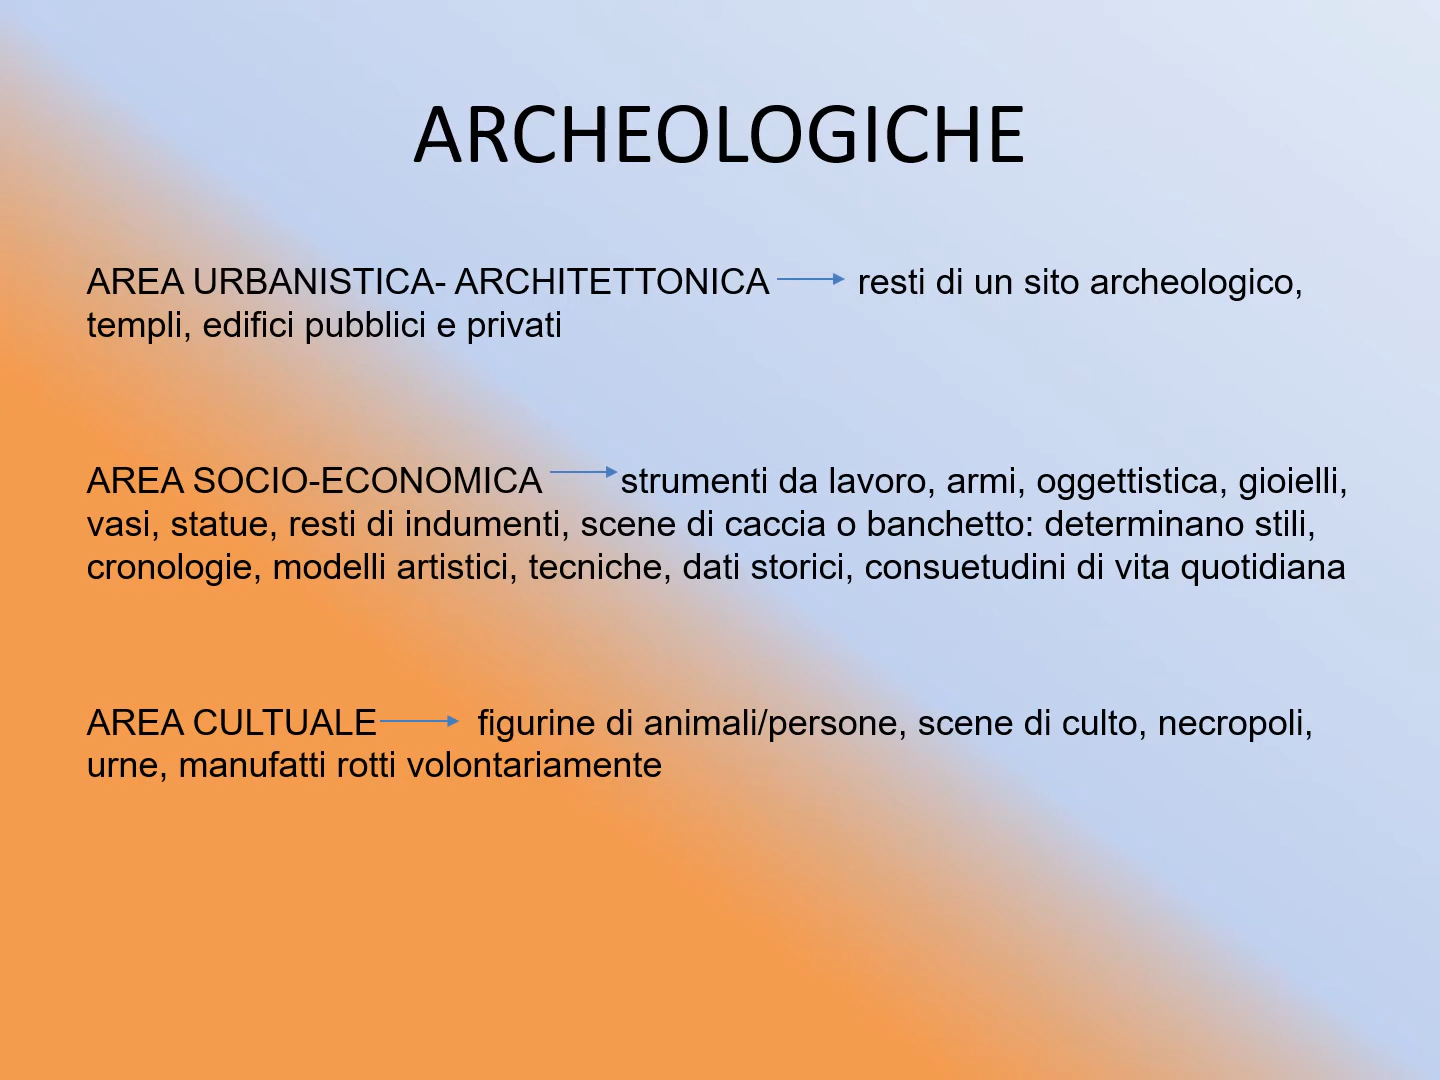 ARCHEOLOGICHE
AREA URBANISTICA- ARCHITETTONICA resti di un sito archeologico,
templi, edifici pubblici e privati
AREA SOCIO-ECONOMICA strumenti da lavoro, armi, oggettistica, gioielli,
vasi, statue, resti di indumenti, scene di caccia o banchetto: determinano stili,
cronologie, modelli artistici, tecniche, dati storici, consuetudini di vita quotidiana
AREA CULTUALE figurine di animali/persone, scene di culto, necropoli,
urne, manufatti rotti volontariamente